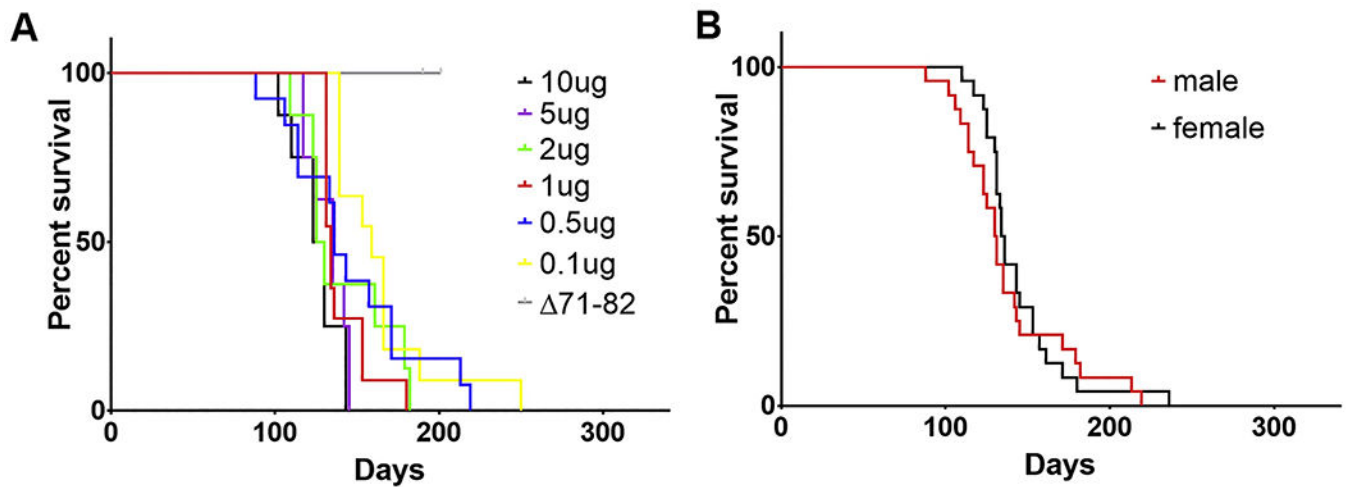 A
Percent survival
100
50
0
0 100 200 300
Days
10ug
5ug
2ug
1ug
0.5ug
0.1ug
Δ71-82
B
Percent survival
100
50
0
0 100 200 300
Days
male
female